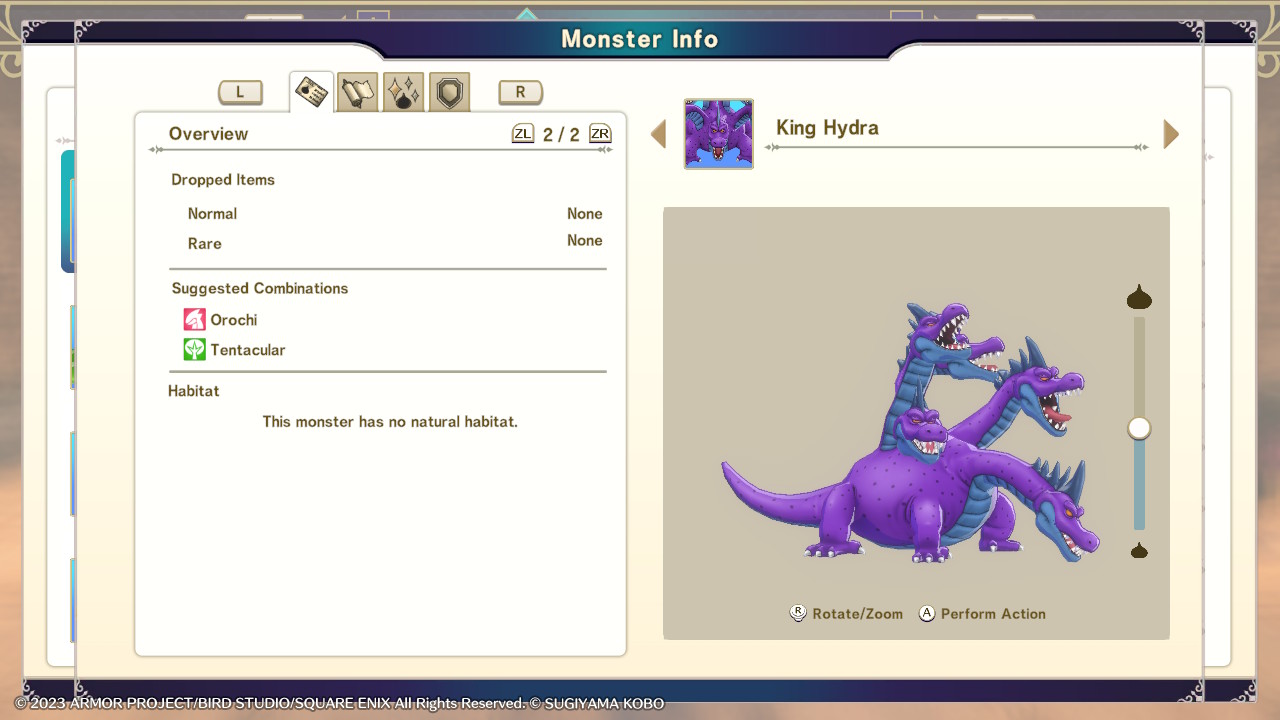 Monster Info
L
R
Overview
ZL 2 / 2 ZR
Dropped Items
Normal None
Rare None
Suggested Combinations
Orochi
Tentacular
Habitat
This monster has no natural habitat.
King Hydra
R Rotate/Zoom A Perform Action
© 2023 ARMOR PROJECT/BIRD STUDIO/SQUARE ENIX All Rights Reserved. © SUGIYAMA KOBO